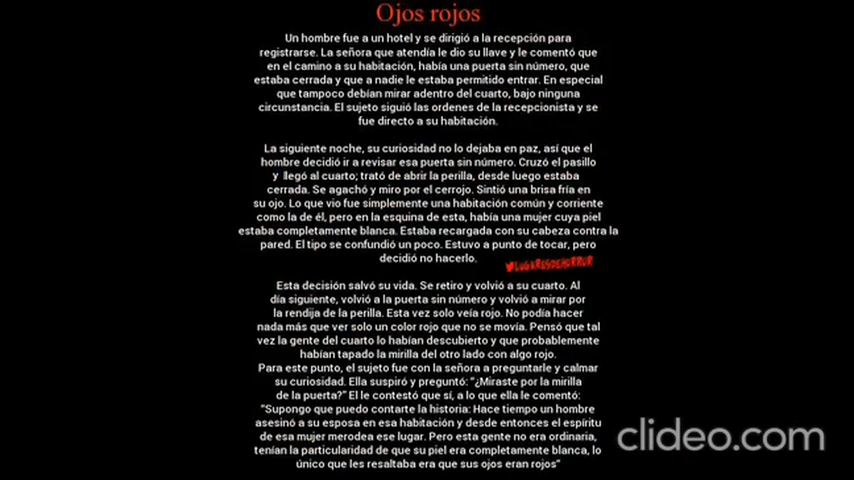 Ojos rojos
Un hombre fue a un hotel y se dirigió a la recepción para
registrarse. La señora que atendía le dio su llave y le comentó que
en el camino a su habitación, había una puerta sin número, que
estaba cerrada y que a nadie le estaba permitido entrar. En especial
que tampoco debían mirar adentro del cuarto, bajo ninguna
circunstancia. El sujeto siguió las ordenes de la recepcionista y se
fue directo a su habitación.
La siguiente noche, su curiosidad no lo dejaba en paz, así que el
hombre decidió ir a revisar esa puerta sin número. Cruzó el pasillo
y llegó al cuarto; trató de abrir la perilla, desde luego estaba
cerrada. Se agachó y miro por el cerrojo. Sintió una brisa fría en
su ojo. Lo que vio fue simplemente una habitación común y corriente
como la de él, pero en la esquina de esta, había una mujer cuya piel
estaba completamente blanca. Estaba recargada con su cabeza contra la
pared. El tipo se confundió un poco. Estuvo a punto de tocar, pero
decidió no hacerlo.
LUGARESDEHORROR
Esta decisión salvó su vida. Se retiro y volvió a su cuarto. Al
día siguiente, volvió a la puerta sin número y volvió a mirar por
la rendija de la perilla. Esta vez solo veía rojo. No podía hacer
nada más que ver solo un color rojo que no se movía. Pensó que tal
vez la gente del cuarto lo habían descubierto y que probablemente
habían tapado la mirilla del otro lado con algo rojo.
Para este punto, el sujeto fue con la señora a preguntarle y calmar
su curiosidad. Ella suspiró y preguntó: "¿Miraste por la mirilla
de la puerta?" El le contestó que sí, a lo que ella le comentó:
"Supongo que puedo contarte la historia: Hace tiempo un hombre
asesinó a su esposa en esa habitación y desde entonces el espíritu
de esa mujer merodea ese lugar. Pero esta gente no era ordinaria,
tenían la particularidad de que su piel era completamente blanca, lo
único que les resaltaba era que sus ojos eran rojos"
clideo.com